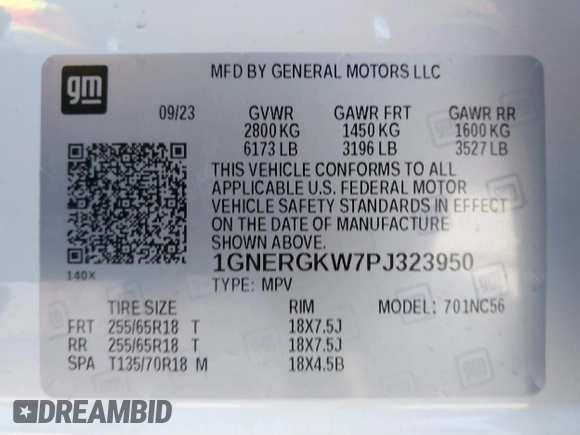 gm
MFD BY GENERAL MOTORS LLC
09/23 GVWR GAWR FRT GAWR RR
2800 KG 1450 KG 1600 KG
6173 LB 3196 LB 3527 LB
THIS VEHICLE CONFORMS TO ALL
APPLICABLE U.S. FEDERAL MOTOR
VEHICLE SAFETY STANDARDS IN EFFECT
ON THE DATE OF MANUFACTURE
SHOWN ABOVE.
140X
1GNERGKW7PJ323950
TYPE: MPV
TIRE SIZE RIM MODEL: 701NC56
FRT 255/65R18 T 18X7.5J
RR 255/65R18 T 18X7.5J
SPA T135/70R18 M 18X4.5B
DREAMBID